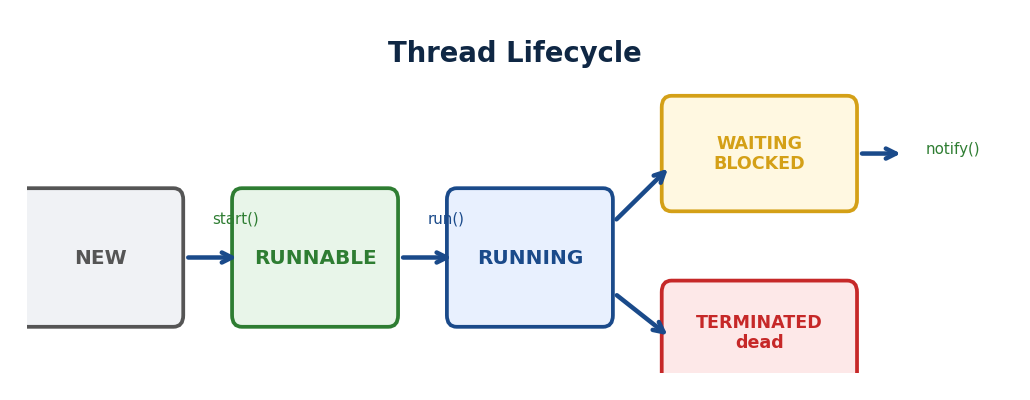 Thread Lifecycle
WAITING
BLOCKED
notify()
start()
run()
NEW
RUNNABLE
RUNNING
TERMINATED
dead